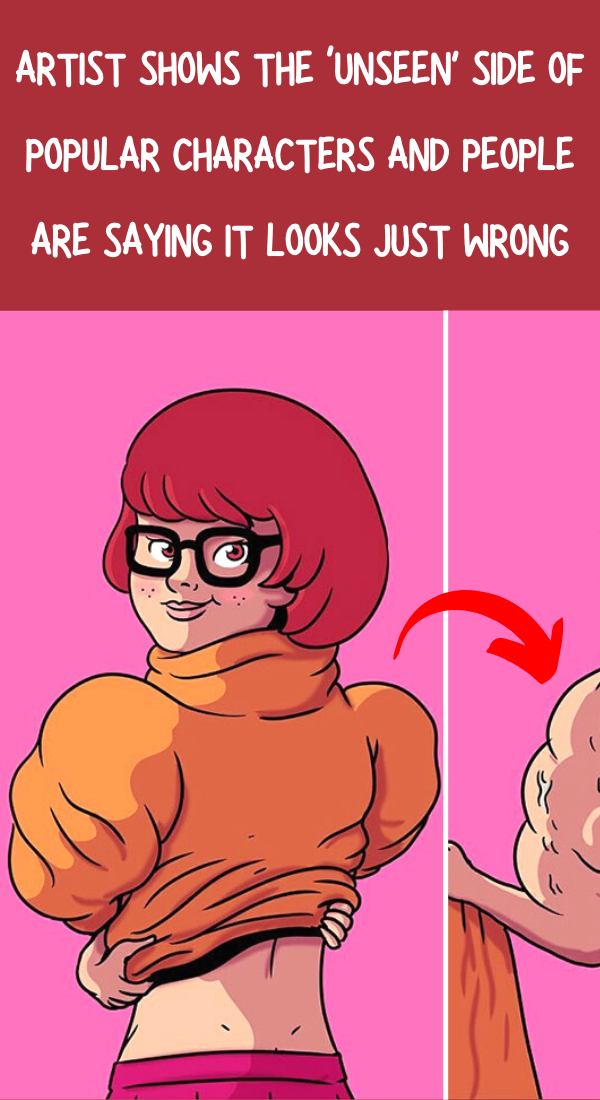 ARTIST SHOWS THE 'UNSEEN' SIDE OF
POPULAR CHARACTERS AND PEOPLE
ARE SAYING IT LOOKS JUST WRONG